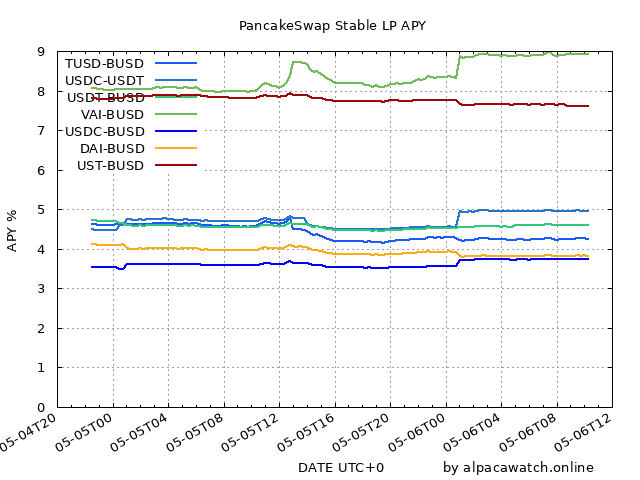 PancakeSwap Stable LP APY
APY %
9
8
7
6
5
4
3
2
1
0
TUSD-BUSD
USDC-USDT
USDT-BUSD
VAI-BUSD
USDC-BUSD
DAI-BUSD
UST-BUSD
05-04T20
05-05T00
05-05T04
05-05T08
05-05T12
05-05T16
05-05T20
05-06T00
05-06T04
05-06T08
05-06T12
DATE UTC+0
by alpacawatch.online